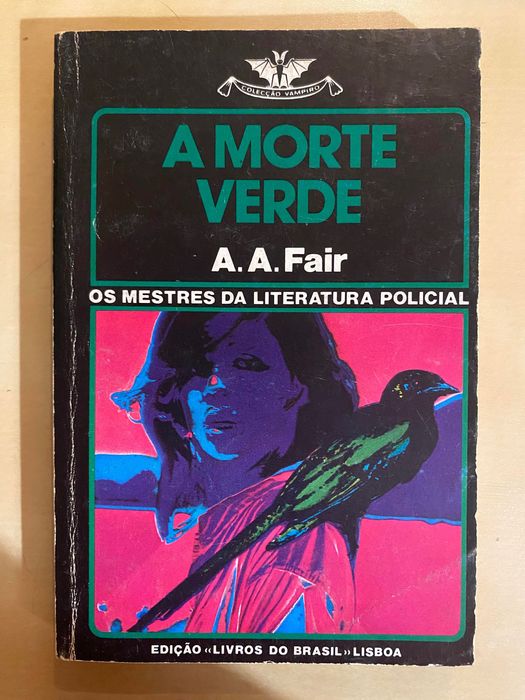 COLECÇÃO VAMPIRO
A MORTE
VERDE
A. A. Fair
OS MESTRES DA LITERATURA POLICIAL
EDIÇÃO «LIVROS DO BRASIL» LISBOA